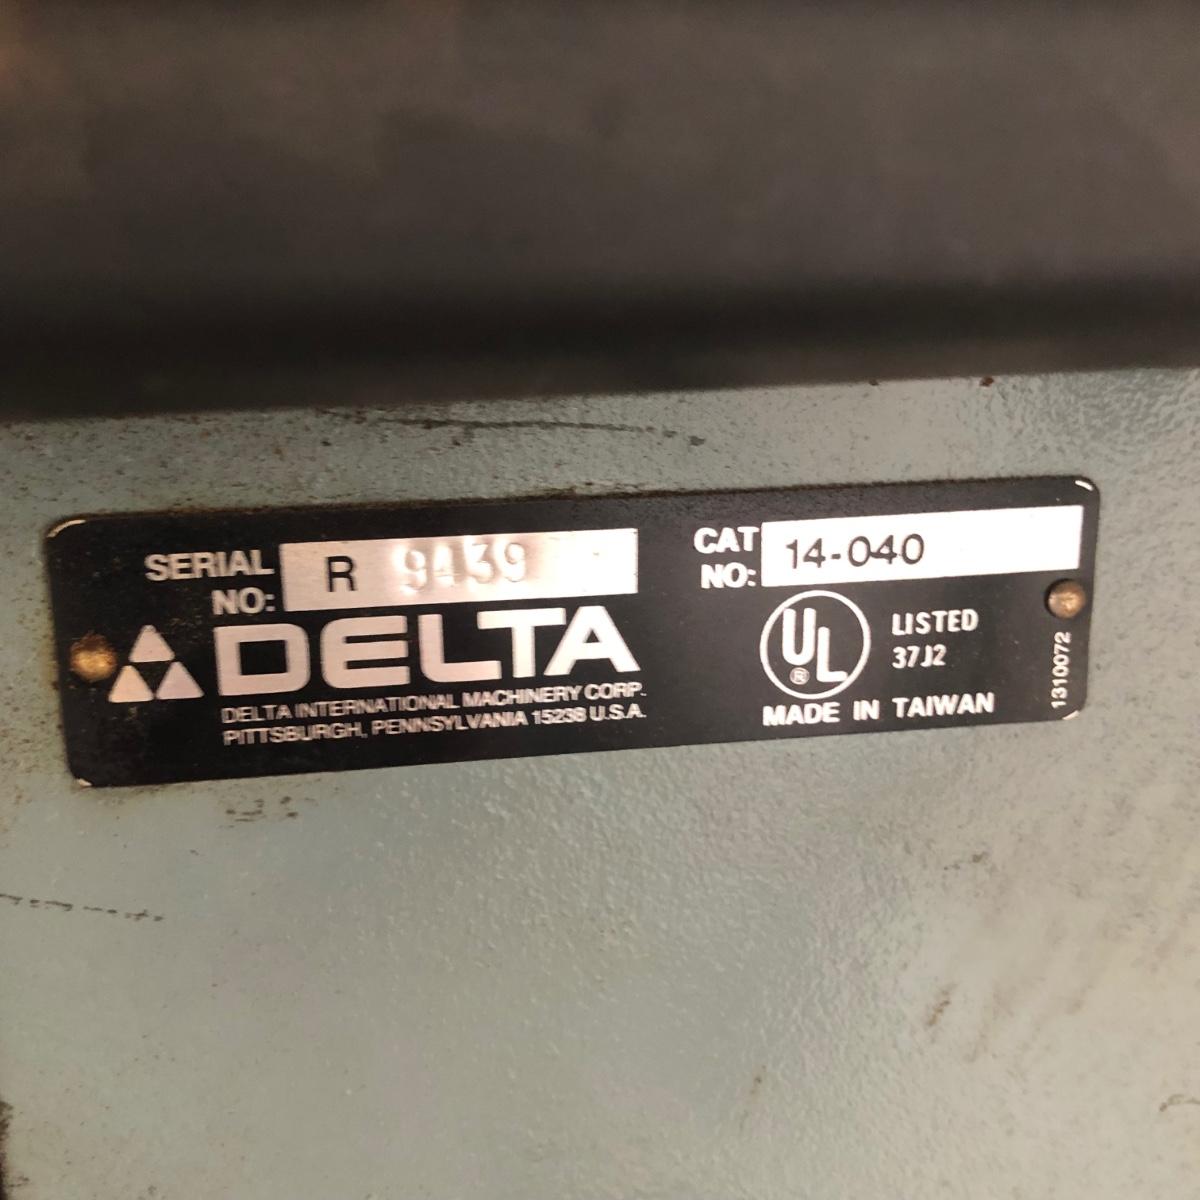 SERIAL NO: R 9439
CAT NO: 14-040
DELTA
DELTA INTERNATIONAL MACHINERY CORP.
PITTSBURGH, PENNSYLVANIA 15238 U.S.A.
UL ®
LISTED
37J2
MADE IN TAIWAN
1310072